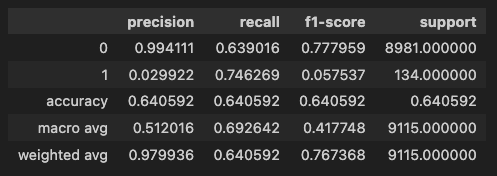 precision recall f1-score support
0 0.994111 0.639016 0.777959 8981.000000
1 0.029922 0.746269 0.057537 134.000000
accuracy 0.640592 0.640592 0.640592 0.640592
macro avg 0.512016 0.692642 0.417748 9115.000000
weighted avg 0.979936 0.640592 0.767368 9115.000000